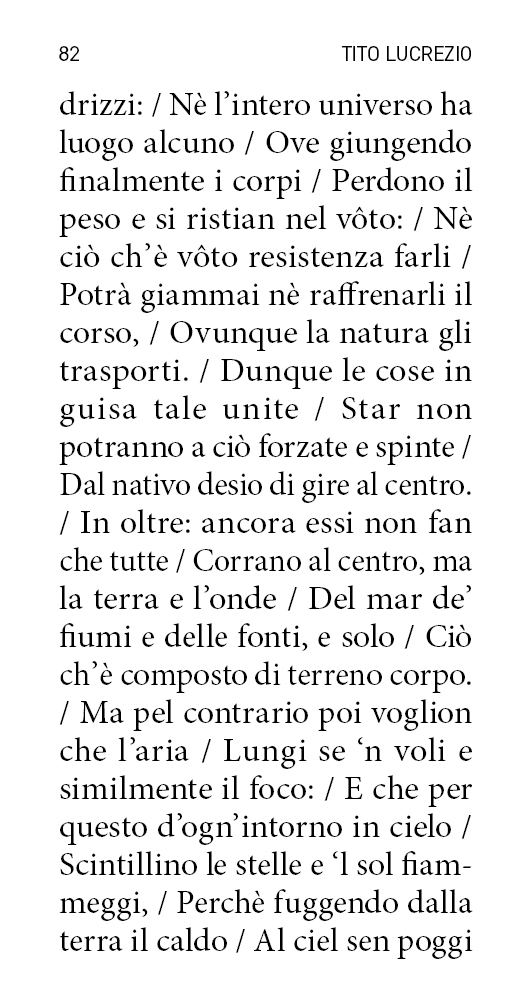 82 TITO LUCREZIO
drizzi: / Nè l’intero universo ha
luogo alcuno / Ove giungendo
finalmente i corpi / Perdono il
peso e si ristian nel vôto: / Nè
ciò ch’è vôto resistenza farli /
Potrà giammai nè raffrenarli il
corso, / Ovunque la natura gli
trasporti. / Dunque le cose in
guisa tale unite / Star non
potranno a ciò forzate e spinte /
Dal nativo desio di gire al centro.
/ In oltre: ancora essi non fan
che tutte / Corrano al centro, ma
la terra e l’onde / Del mar de’
fiumi e delle fonti, e solo / Ciò
ch’è composto di terreno corpo.
/ Ma pel contrario poi voglion
che l’aria / Lungi se ‘n voli e
similmente il foco: / E che per
questo d’ogn’intorno in cielo /
Scintillino le stelle e ‘l sol fiam-
meggi, / Perchè fuggendo dalla
terra il caldo / Al ciel sen poggi